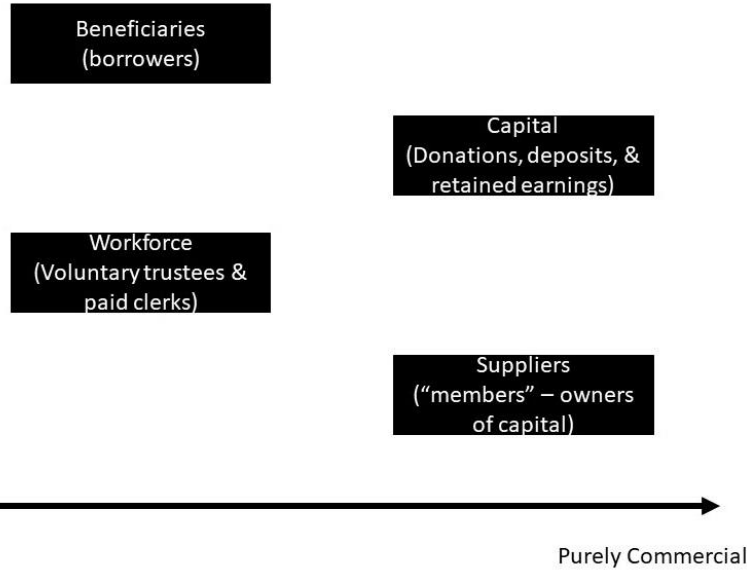 Beneficiaries
(borrowers)
Capital
(Donations, deposits, &
retained earnings)
Workforce
(Voluntary trustees &
paid clerks)
Suppliers
(“members” – owners
of capital)
Purely Commercial